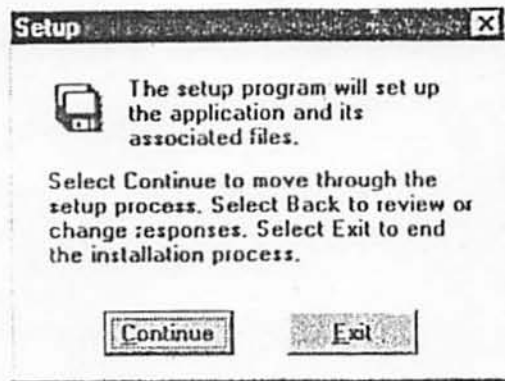 Setup
The setup program will set up
the application and its
associated files.
Select Continue to move through the
setup process. Select Back to review or
change responses. Select Exit to end
the installation process.
Continue
Exit